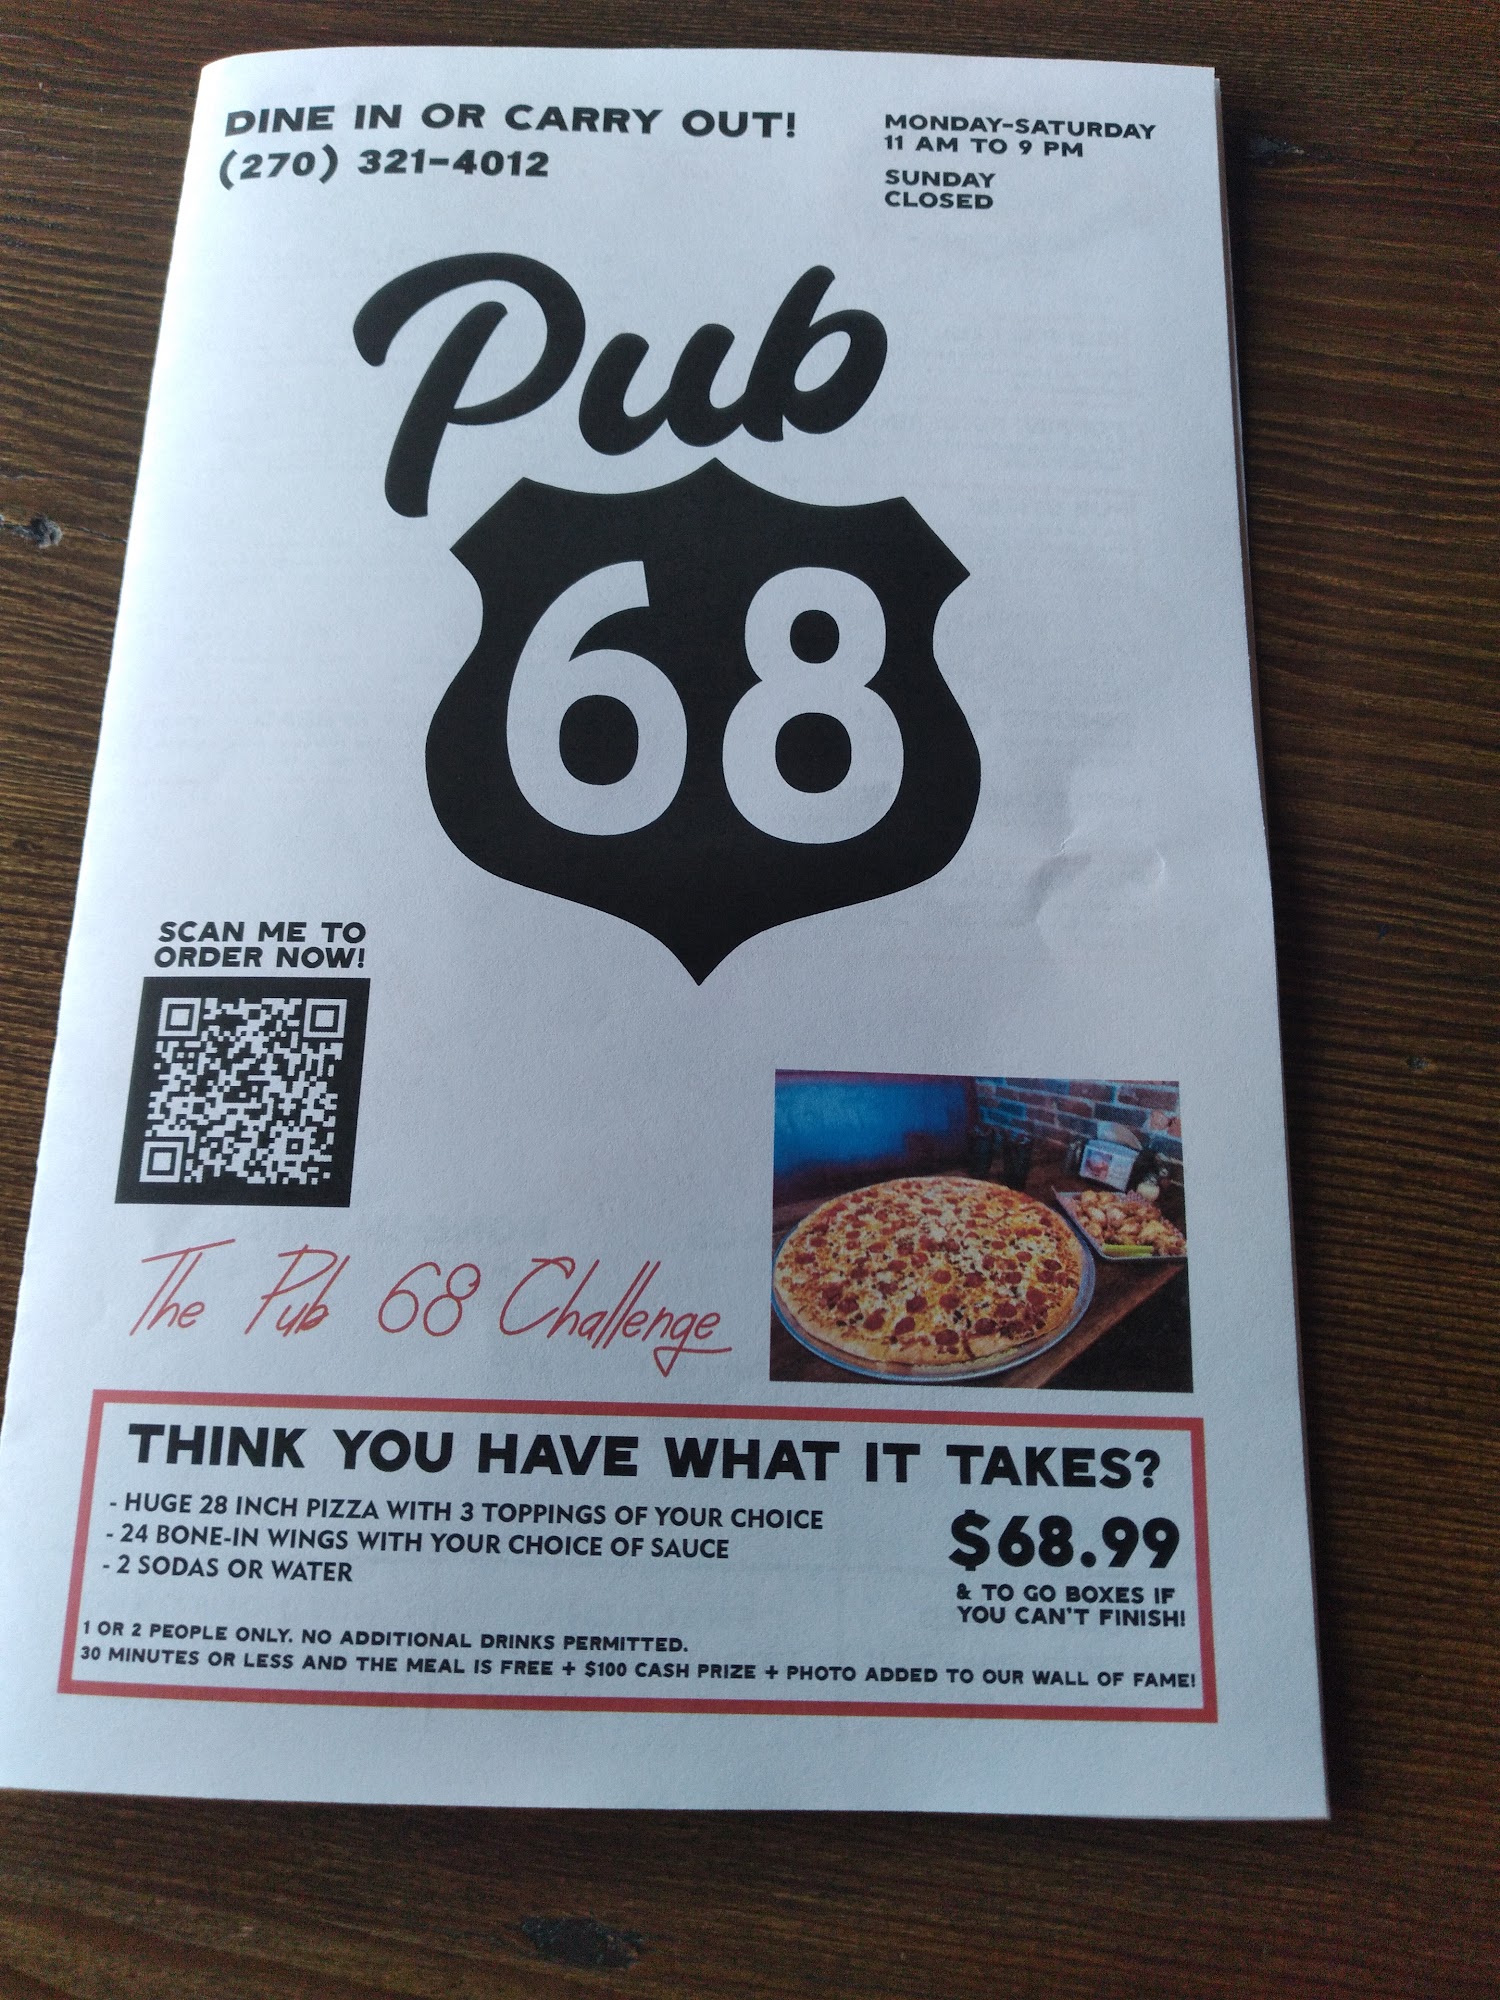 DINE IN OR CARRY OUT!
(270) 321-4012
MONDAY-SATURDAY
11 AM TO 9 PM
SUNDAY
CLOSED
Pub
68
SCAN ME TO
ORDER NOW!
The Pub 68 Challenge
THINK YOU HAVE WHAT IT TAKES?
- HUGE 28 INCH PIZZA WITH 3 TOPPINGS OF YOUR CHOICE
- 24 BONE-IN WINGS WITH YOUR CHOICE OF SAUCE
- 2 SODAS OR WATER
$68.99
& TO GO BOXES IF
YOU CAN'T FINISH!
1 OR 2 PEOPLE ONLY. NO ADDITIONAL DRINKS PERMITTED.
30 MINUTES OR LESS AND THE MEAL IS FREE + $100 CASH PRIZE + PHOTO ADDED TO OUR WALL OF FAME!